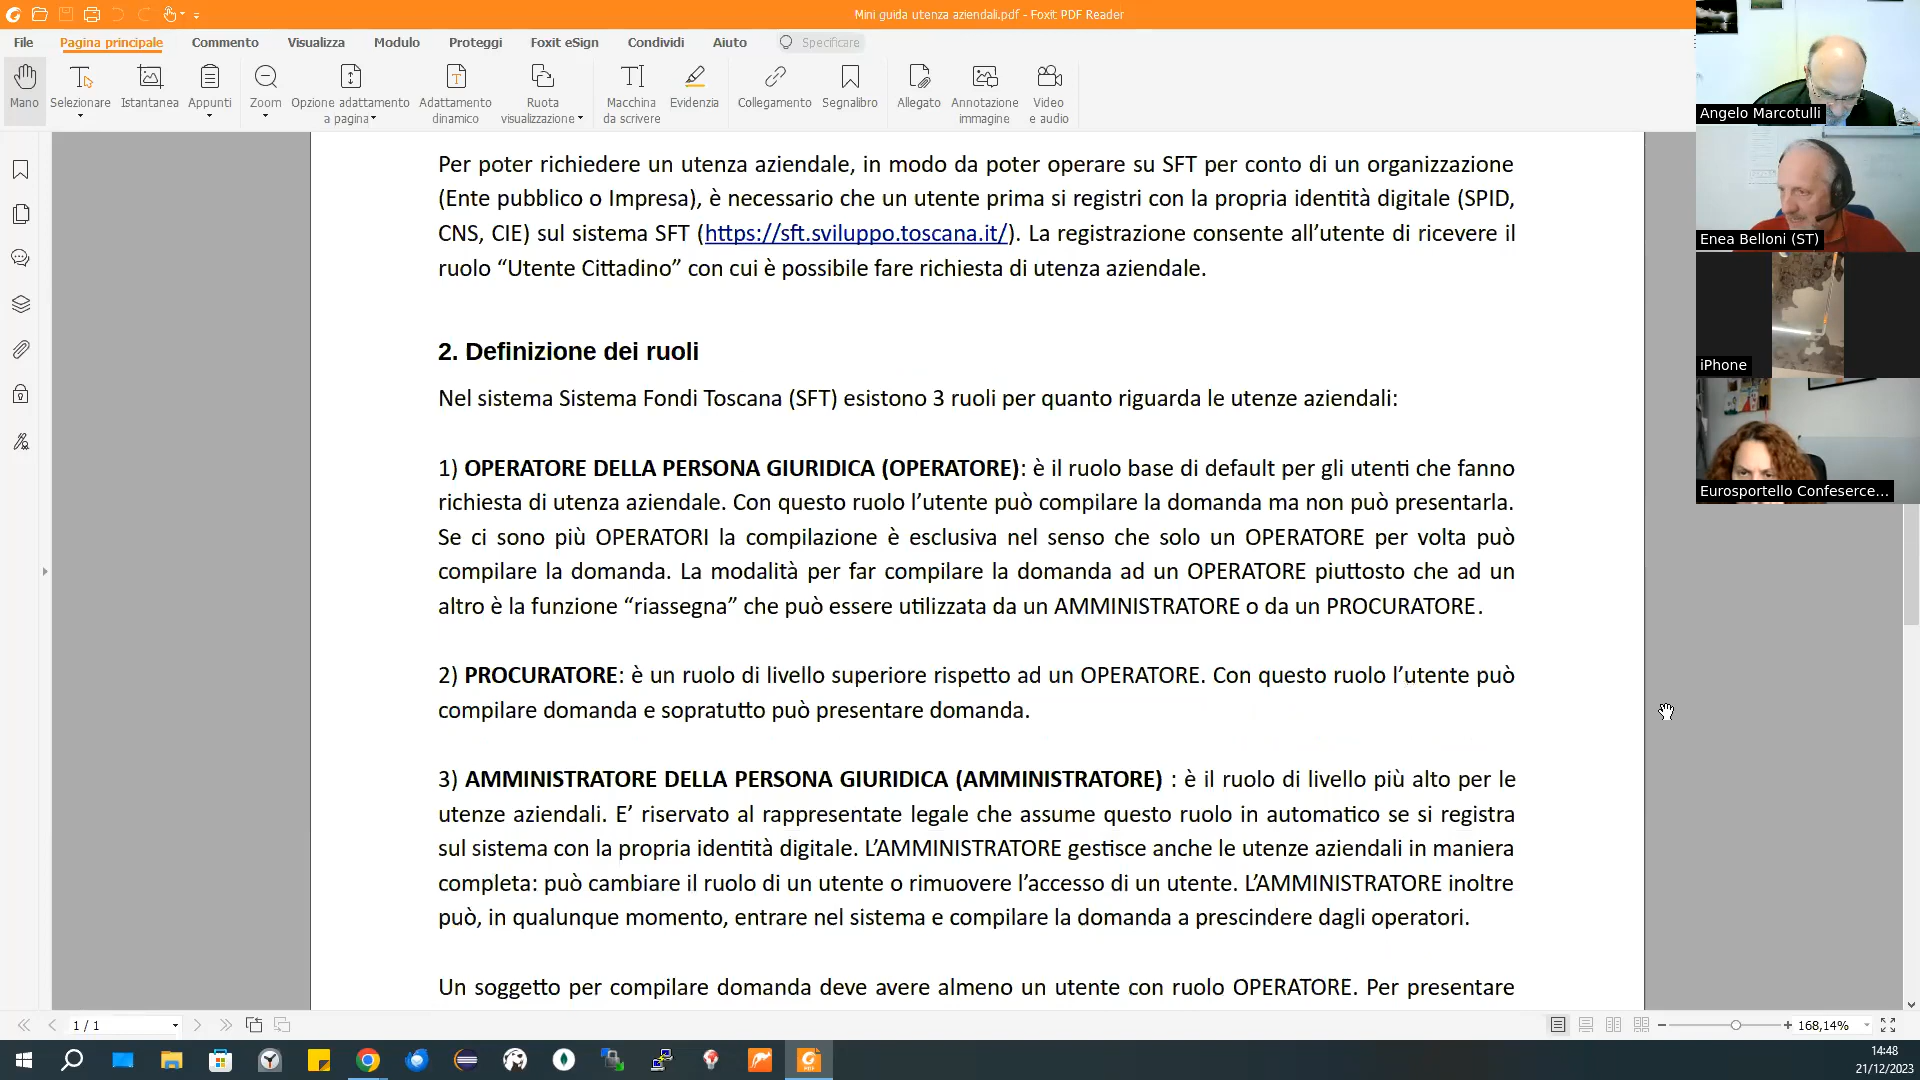 Mini guida utenza aziendali.pdf - Foxit PDF Reader
File Pagina principale Commento Visualizza Modulo Proteggi Foxit eSign Condividi Aiuto Specificare
Mano Selezionare Istantanea Appunti Zoom Opzione adattamento a pagina Adattamento dinamico Ruota visualizzazione Macchina da scrivere Evidenzia Collegamento Segnalibro Allegato Annotazione immagine Video e audio
Angelo Marcotulli
Enea Belloni (ST)
iPhone
Eurosportello Confeserce...
Per poter richiedere un utenza aziendale, in modo da poter operare su SFT per conto di un organizzazione
(Ente pubblico o Impresa), è necessario che un utente prima si registri con la propria identità digitale (SPID,
CNS, CIE) sul sistema SFT (https://sft.sviluppo.toscana.it/). La registrazione consente all’utente di ricevere il
ruolo “Utente Cittadino” con cui è possibile fare richiesta di utenza aziendale.
2. Definizione dei ruoli
Nel sistema Sistema Fondi Toscana (SFT) esistono 3 ruoli per quanto riguarda le utenze aziendali:
1) OPERATORE DELLA PERSONA GIURIDICA (OPERATORE): è il ruolo base di default per gli utenti che fanno
richiesta di utenza aziendale. Con questo ruolo l’utente può compilare la domanda ma non può presentarla.
Se ci sono più OPERATORI la compilazione è esclusiva nel senso che solo un OPERATORE per volta può
compilare la domanda. La modalità per far compilare la domanda ad un OPERATORE piuttosto che ad un
altro è la funzione “riassegna” che può essere utilizzata da un AMMINISTRATORE o da un PROCURATORE.
2) PROCURATORE: è un ruolo di livello superiore rispetto ad un OPERATORE. Con questo ruolo l’utente può
compilare domanda e sopratutto può presentare domanda.
3) AMMINISTRATORE DELLA PERSONA GIURIDICA (AMMINISTRATORE) : è il ruolo di livello più alto per le
utenze aziendali. E’ riservato al rappresentate legale che assume questo ruolo in automatico se si registra
sul sistema con la propria identità digitale. L’AMMINISTRATORE gestisce anche le utenze aziendali in maniera
completa: può cambiare il ruolo di un utente o rimuovere l’accesso di un utente. L’AMMINISTRATORE inoltre
può, in qualunque momento, entrare nel sistema e compilare la domanda a prescindere dagli operatori.
Un soggetto per compilare domanda deve avere almeno un utente con ruolo OPERATORE. Per presentare
1 / 1
168,14%
14:48
21/12/2023